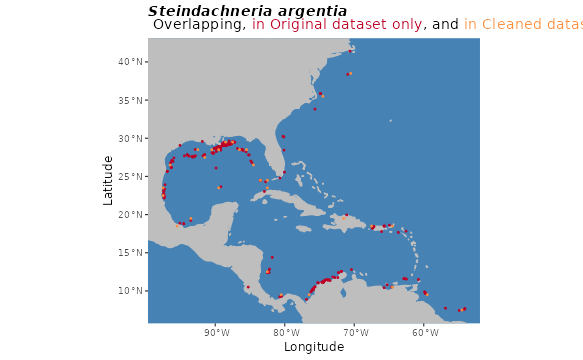 Steindachneria argentia
Overlapping, in Original dataset only, and in Cleaned datas
40°N
35°N
30°N
25°N
20°N
15°N
10°N
Latitude
90°W 80°W 70°W 60°W
Longitude